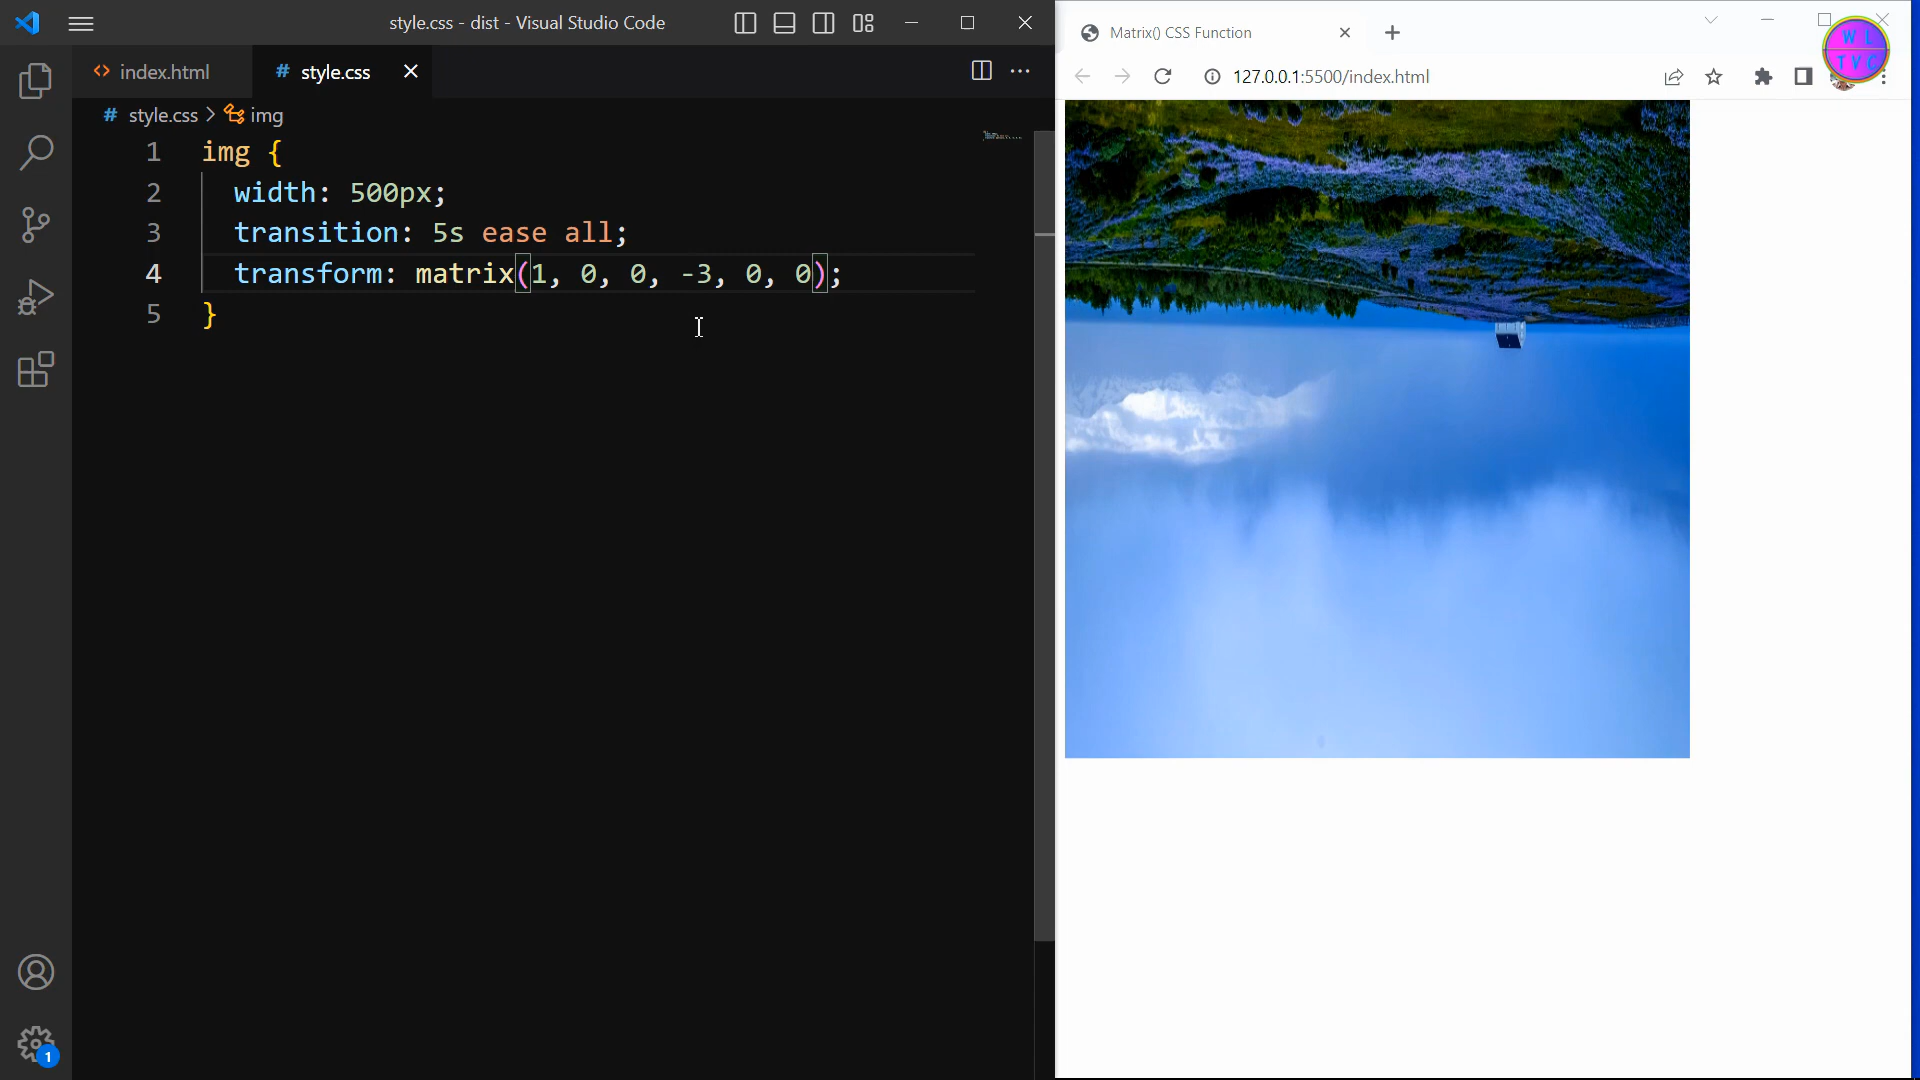 style.css - dist - Visual Studio Code
index.html
# style.css
# style.css > img
1 img {
2 width: 500px;
3 transition: 5s ease all;
4 transform: matrix(1, 0, 0, -3, 0, 0);
5 }
1
Matrix() CSS Function
127.0.0.1:5500/index.html
W L
T V C